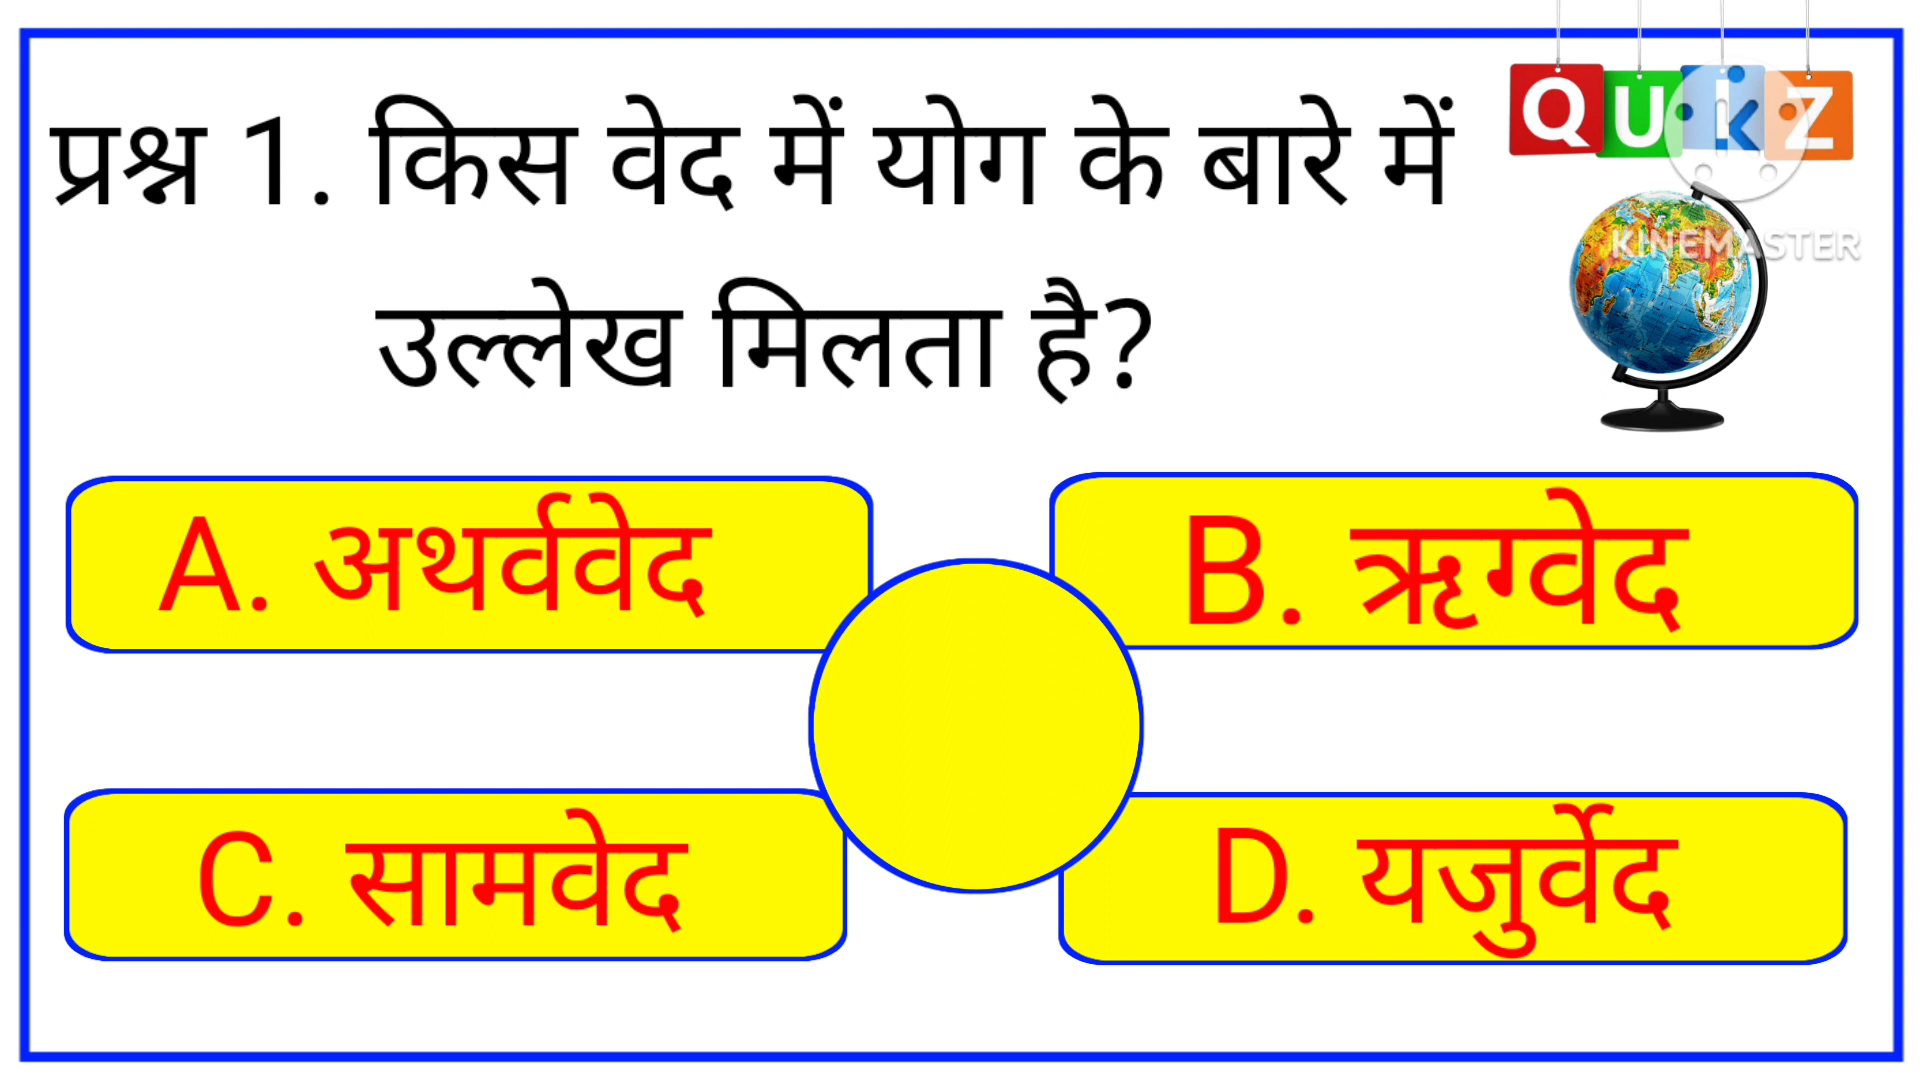 QUIZ
प्रश्न 1. किस वेद में योग के बारे में
KINEMASTER
उल्लेख मिलता है?
A. अथर्ववेद
B. ऋग्वेद
C. सामवेद
D. यजुर्वेद